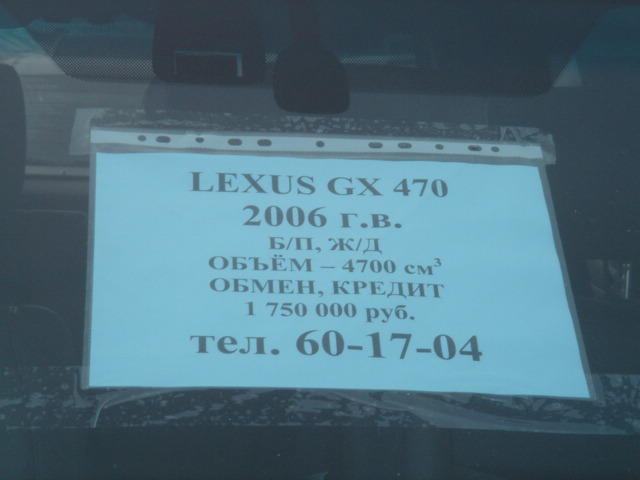 LEXUS GX 470
2006 г.в.
Б/П, Ж/Д
ОБЪЁМ – 4700 см³
ОБМЕН, КРЕДИТ
1 750 000 руб.
тел. 60-17-04